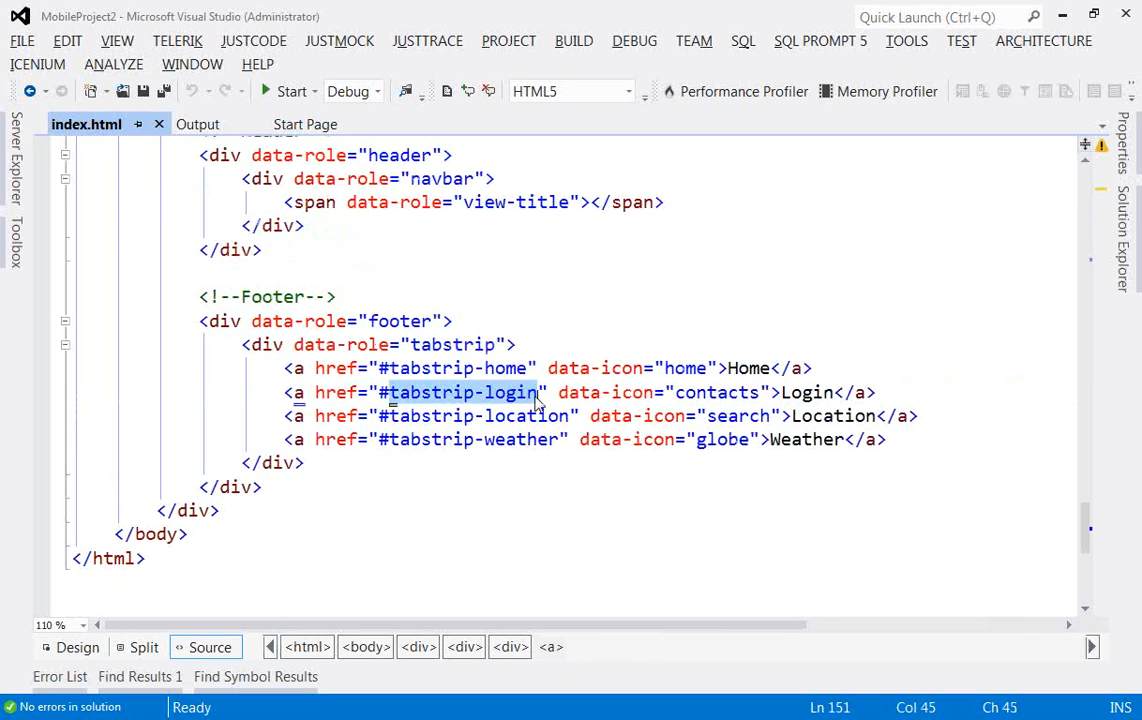 MobileProject2 - Microsoft Visual Studio (Administrator)
Quick Launch (Ctrl+Q)
FILE EDIT VIEW TELERIK JUSTCODE JUSTMOCK JUSTTRACE PROJECT BUILD DEBUG TEAM SQL SQL PROMPT 5 TOOLS TEST ARCHITECTURE
ICENIUM ANALYZE WINDOW HELP
Start Debug HTML5 Performance Profiler Memory Profiler
Server Explorer
Toolbox
index.html Output Start Page
Properties
Solution Explorer
<div data-role="header">
<div data-role="navbar">
<span data-role="view-title"></span>
</div>
</div>
<!--Footer-->
<div data-role="footer">
<div data-role="tabstrip">
<a href="#tabstrip-home" data-icon="home">Home</a>
<a href="#tabstrip-login" data-icon="contacts">Login</a>
<a href="#tabstrip-location" data-icon="search">Location</a>
<a href="#tabstrip-weather" data-icon="globe">Weather</a>
</div>
</div>
</div>
</body>
</html>
110 %
Design Split Source <html> <body> <div> <div> <div> <a>
Error List Find Results 1 Find Symbol Results
No errors in solution Ready Ln 151 Col 45 Ch 45 INS